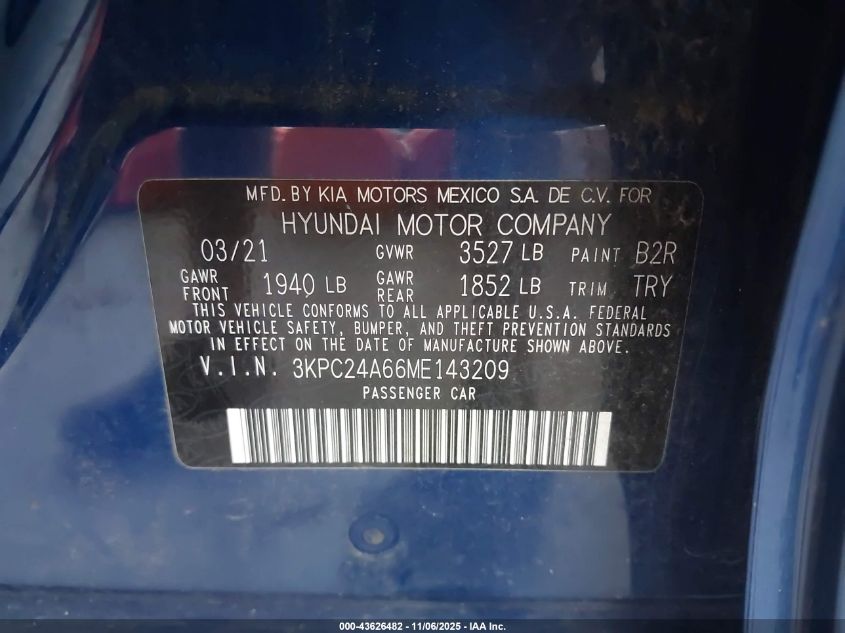 MFD. BY KIA MOTORS MEXICO S.A. DE C.V. FOR
HYUNDAI MOTOR COMPANY
03/21 GVWR 3527 LB PAINT B2R
GAWR FRONT 1940 LB GAWR REAR 1852 LB TRIM TRY
THIS VEHICLE CONFORMS TO ALL APPLICABLE U.S.A. FEDERAL
MOTOR VEHICLE SAFETY, BUMPER, AND THEFT PREVENTION STANDARDS
IN EFFECT ON THE DATE OF MANUFACTURE SHOWN ABOVE.
V.I.N. 3KPC24A66ME143209
PASSENGER CAR
000-43626482 - 11/06/2025 - IAA Inc.